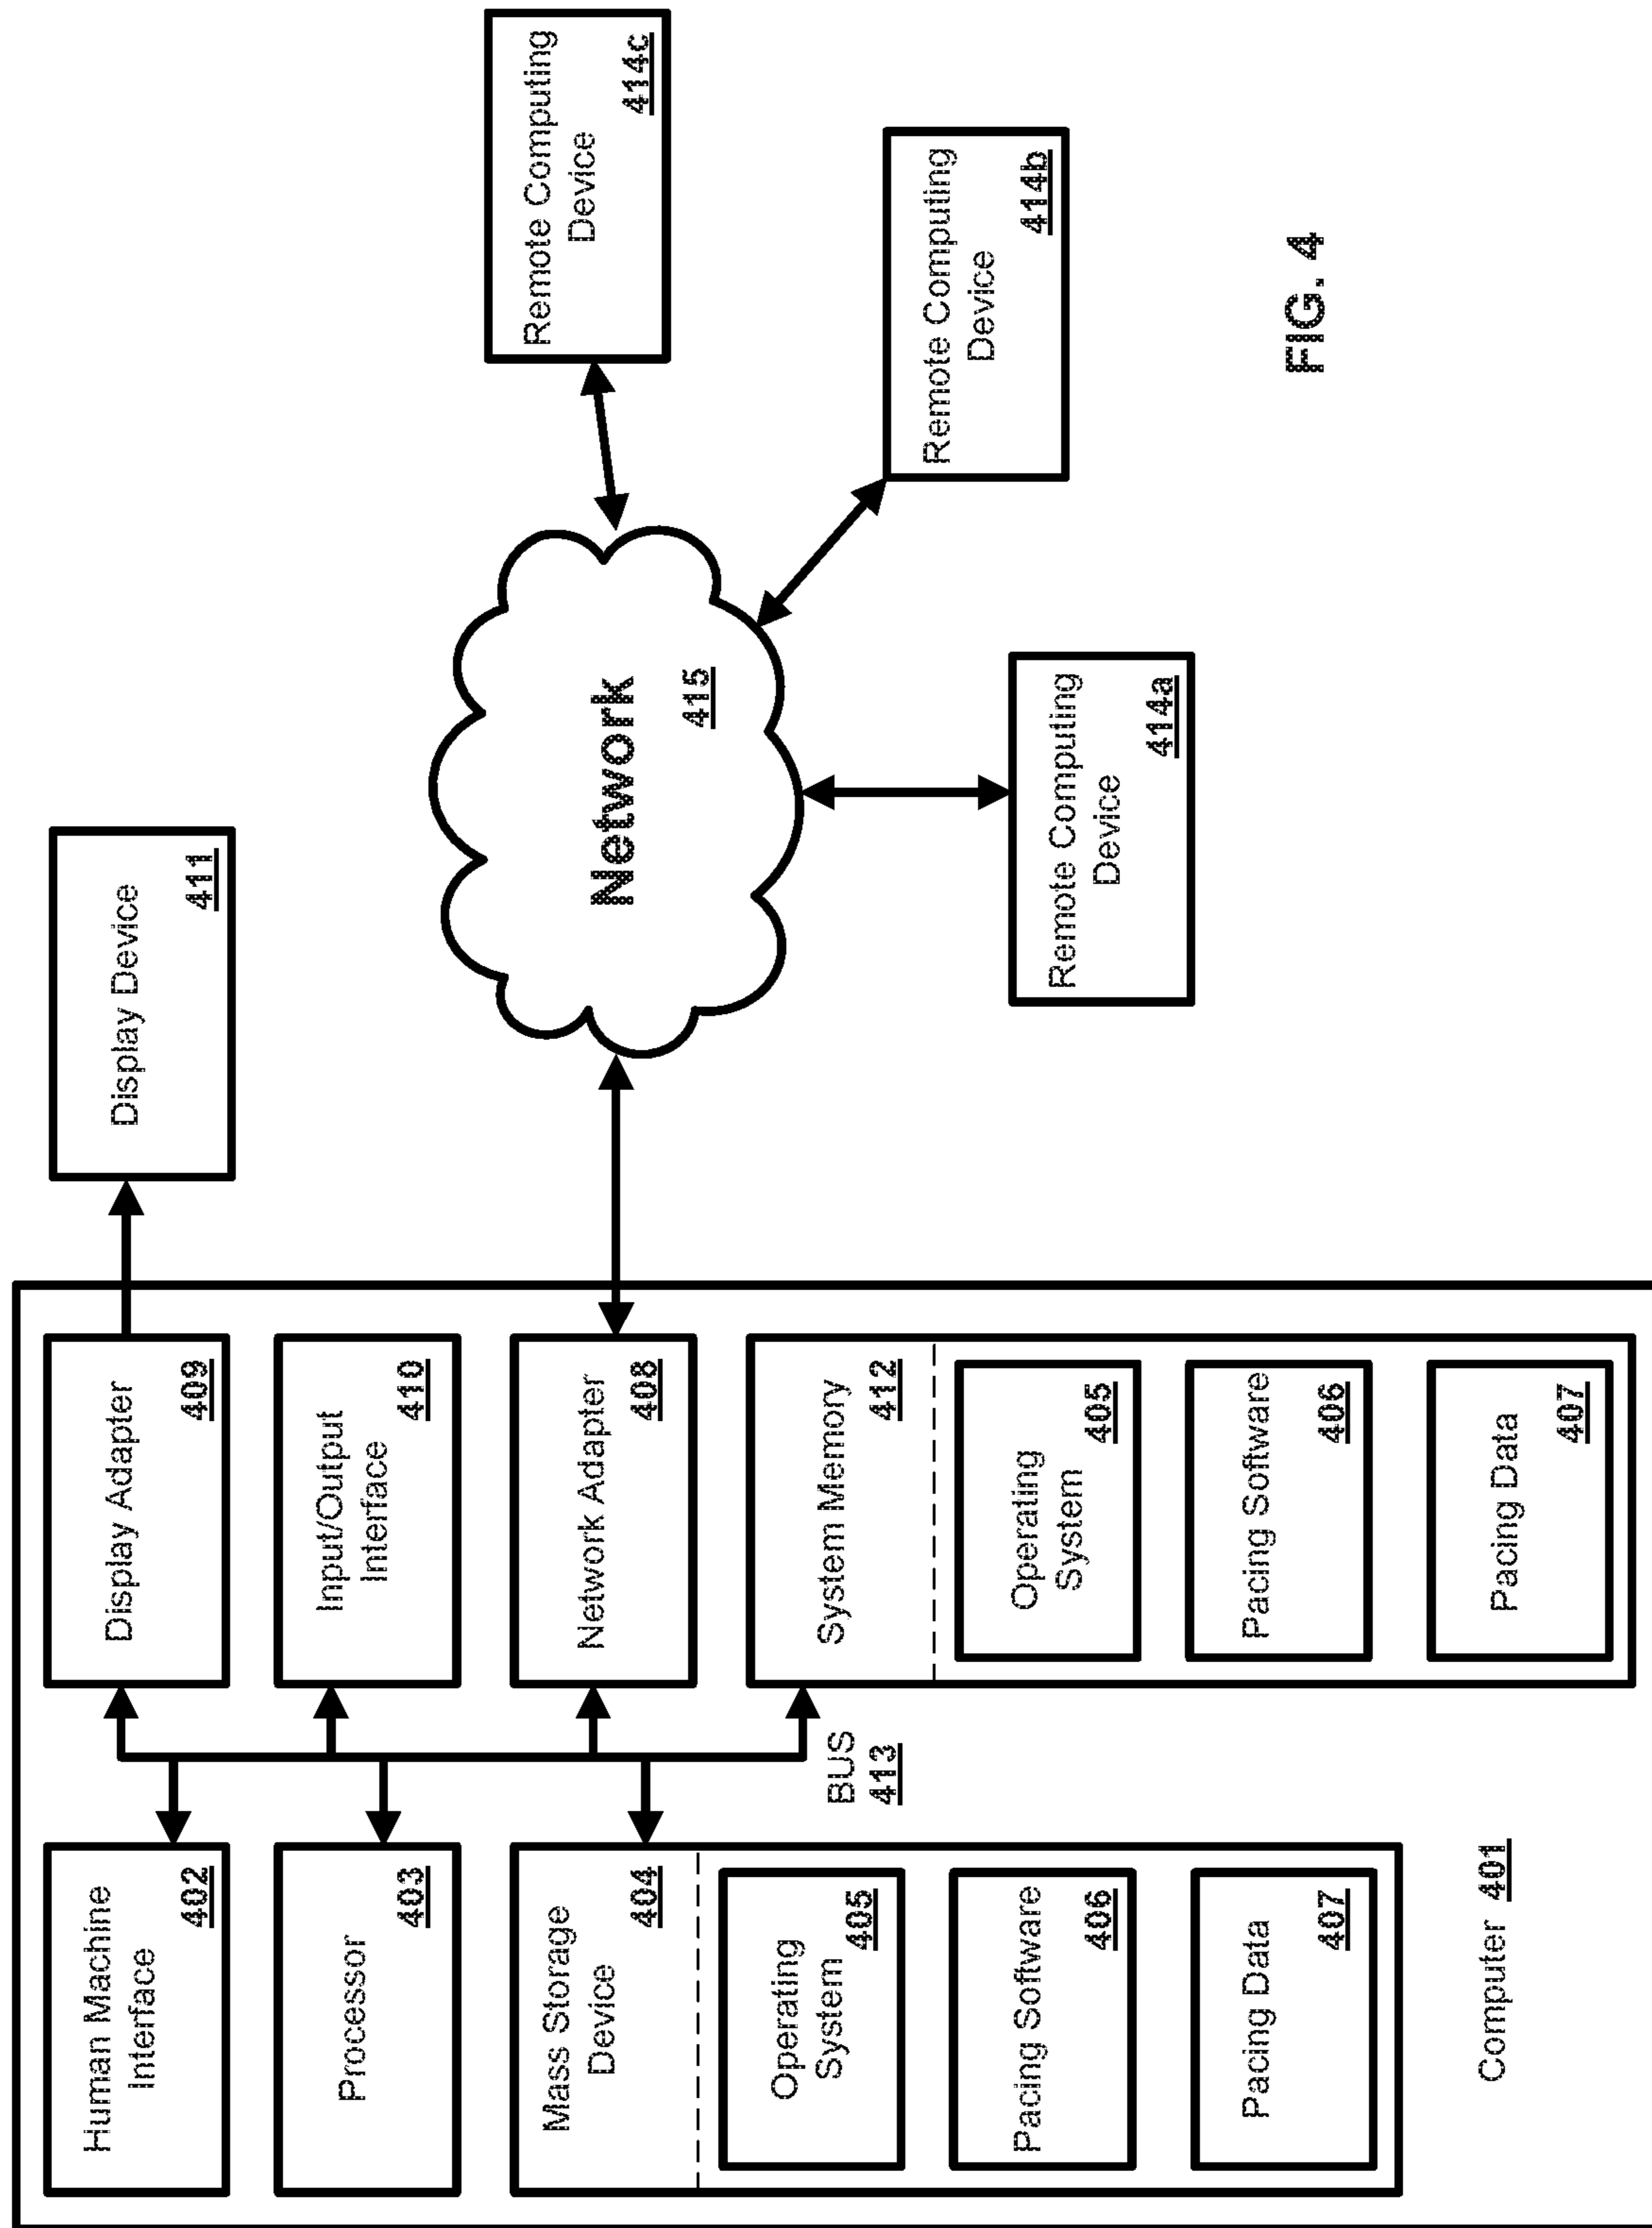 Human Machine
Interface
402
Processor
403
Mass Storage
Device
404
Operating
System
405
Pacing Software
406
Pacing Data
407
Computer 401
BUS
413
Display Adapter
409
Input/Output
Interface
410
Network Adapter
408
System Memory
412
Operating
System
405
Pacing Software
406
Pacing Data
407
Display Device
411
Network
415
Remote Computing
Device
414a
Remote Computing
Device
414b
Remote Computing
Device
414c
FIG. 4